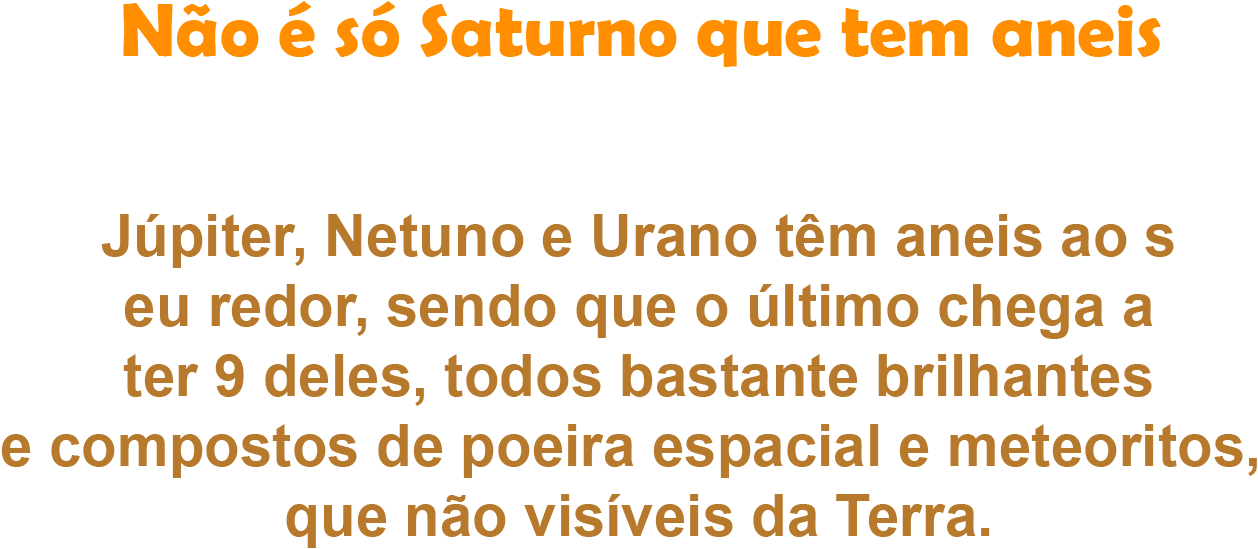 Não é só Saturno que tem aneis
Júpiter, Netuno e Urano têm aneis ao s
eu redor, sendo que o último chega a
ter 9 deles, todos bastante brilhantes
e compostos de poeira espacial e meteoritos,
que não visíveis da Terra.